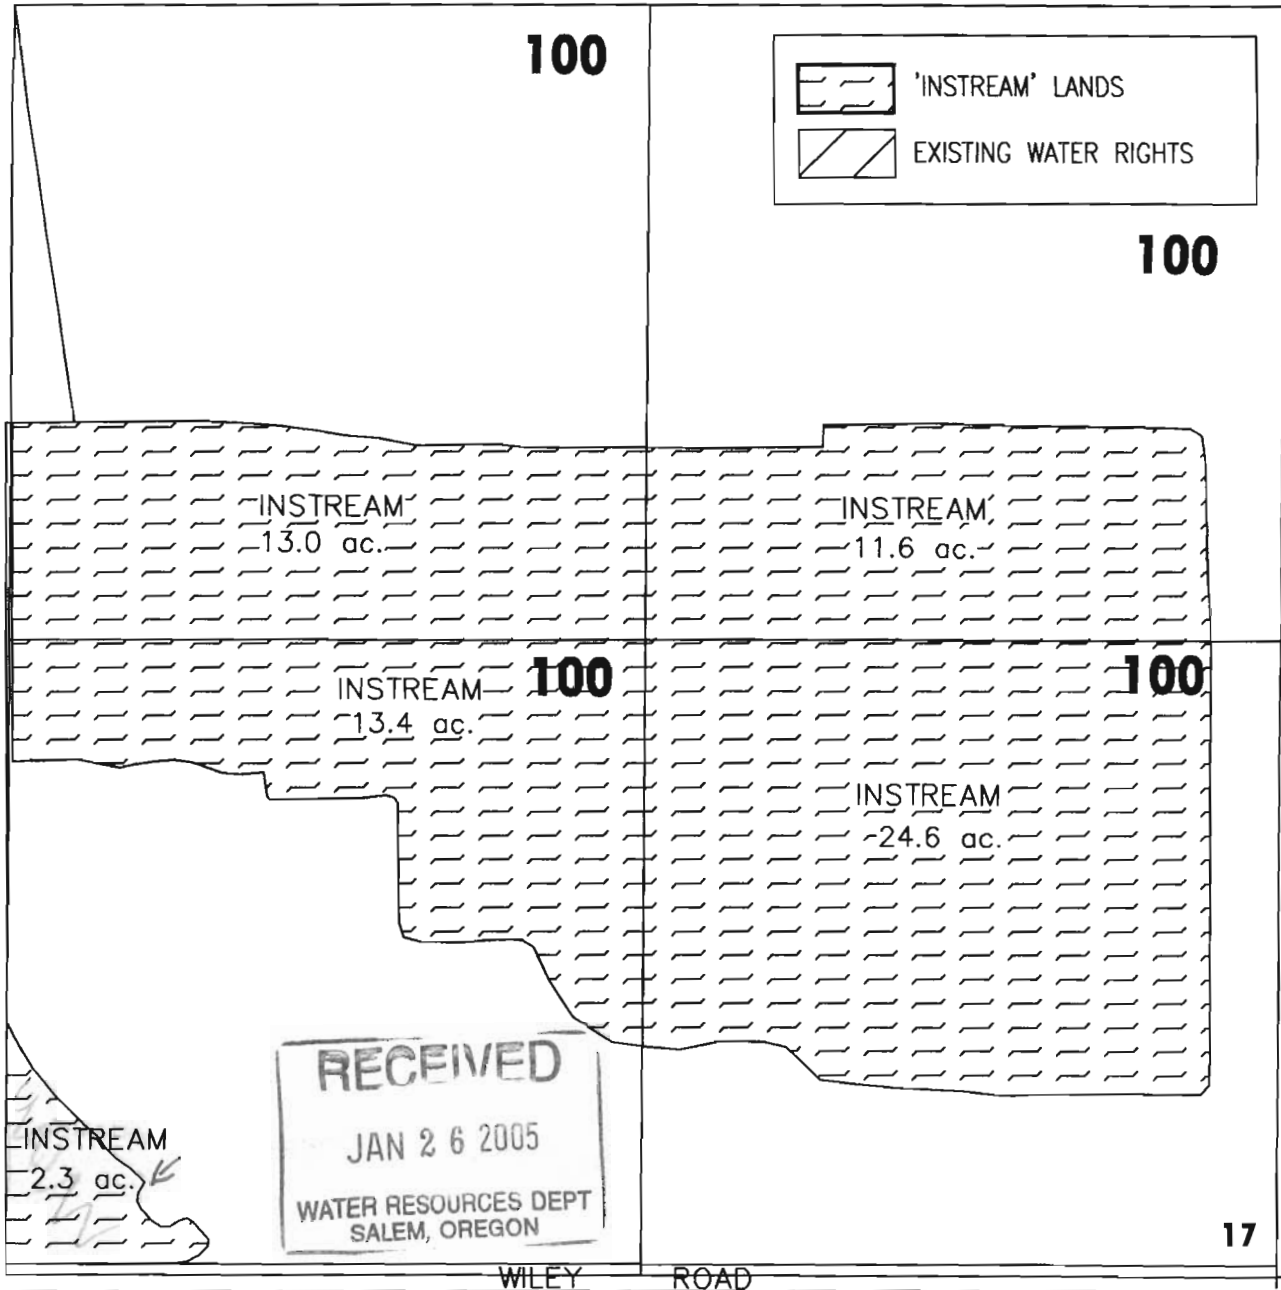 100
'INSTREAM' LANDS
EXISTING WATER RIGHTS
100
INSTREAM
13.0 ac.
INSTREAM
11.6 ac.
INSTREAM
13.4 ac.
100
100
INSTREAM
24.6 ac.
RECEIVED
JAN 26 2005
WATER RESOURCES DEPT
SALEM, OREGON
INSTREAM
2.3 ac.
17
WILEY ROAD